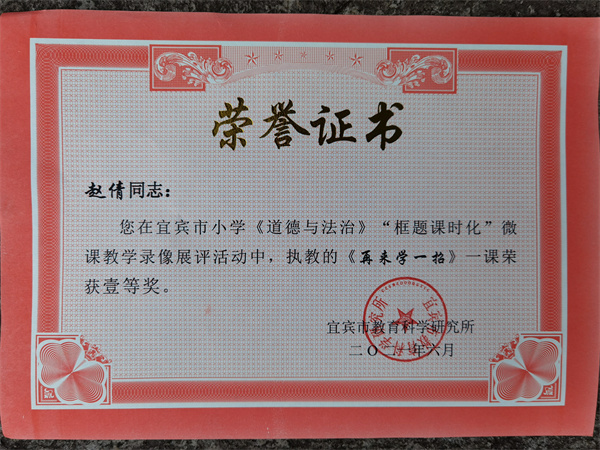 荣誉证书
赵倩同志：
您在宜宾市小学《道德与法治》“框题课时化”微
课教学录像展评活动中，执教的《再来学一招》一课荣
获壹等奖。
宜宾市教育科学研究所
年六月